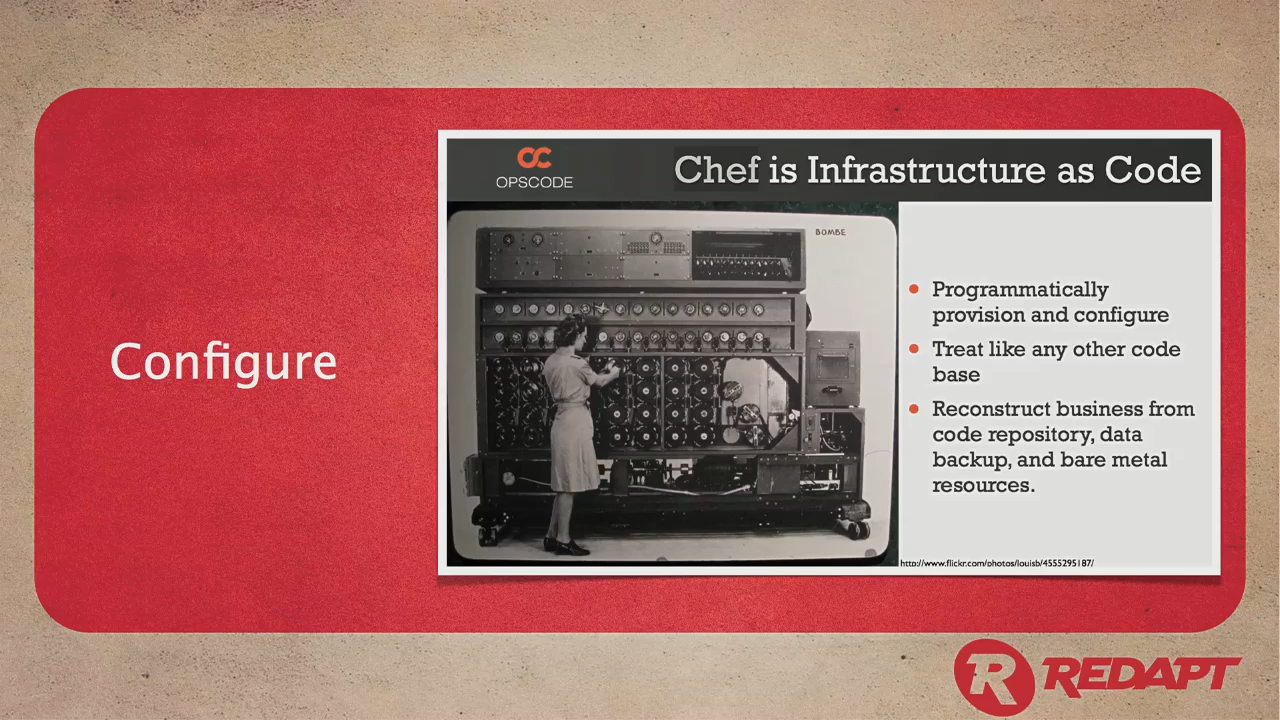 Configure
OPSCODE
Chef is Infrastructure as Code
BOMBE
Programmatically
provision and configure
Treat like any other code
base
Reconstruct business from
code repository, data
backup, and bare metal
resources.
http://www.flickr.com/photos/louisb/4555295187/
R REDAPT